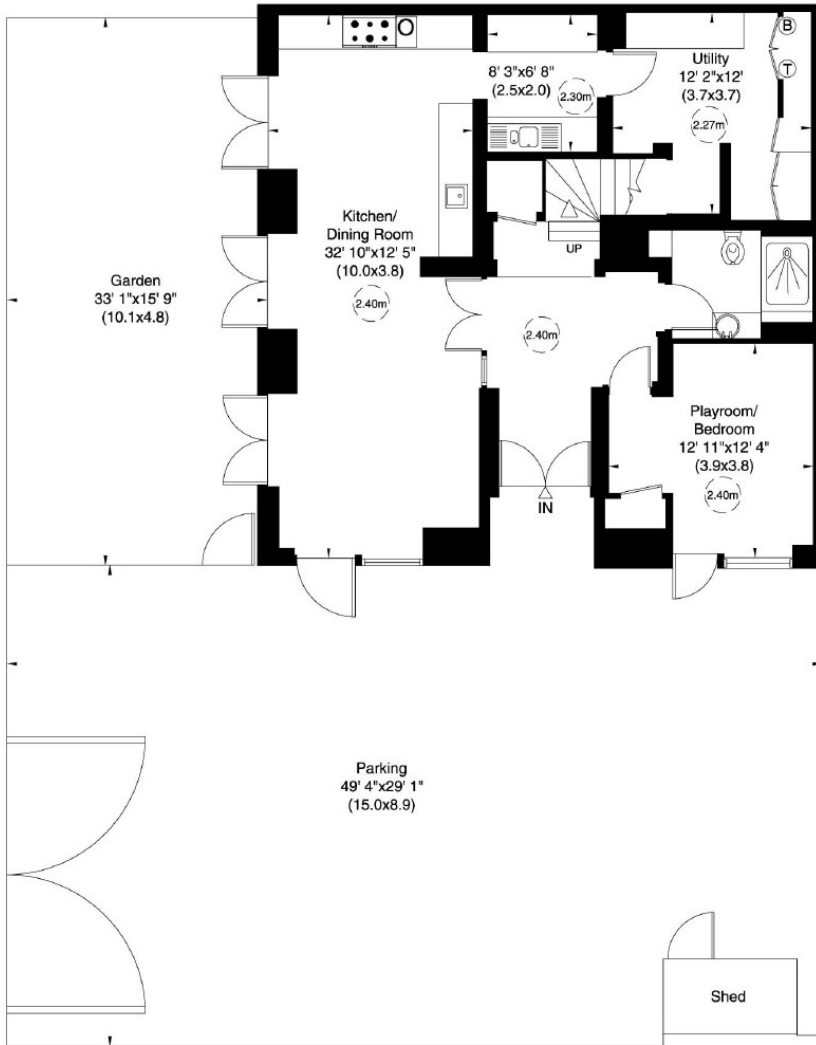 B
Utility
12' 2"x12'
(3.7x3.7)
T
2.27m
8' 3"x6' 8"
(2.5x2.0)
2.30m
Kitchen/
Dining Room
32' 10"x12' 5"
(10.0x3.8)
2.40m
UP
Garden
33' 1"x15' 9"
(10.1x4.8)
2.40m
Playroom/
Bedroom
12' 11"x12' 4"
(3.9x3.8)
2.40m
IN
Parking
49' 4"x29' 1"
(15.0x8.9)
Shed